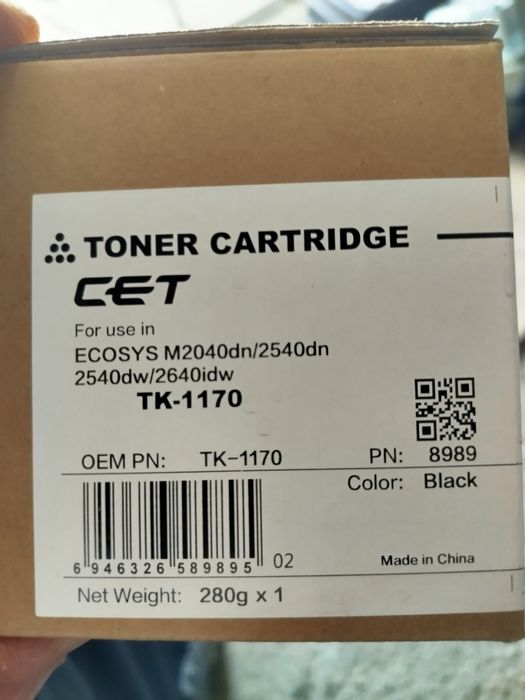 TONER CARTRIDGE
CET
For use in
ECOSYS M2040dn/2540dn
2540dw/2640idw
TK-1170
OEM PN: TK-1170 PN: 8989
Color: Black
6 946326 589895 02
Made in China
Net Weight: 280g x 1